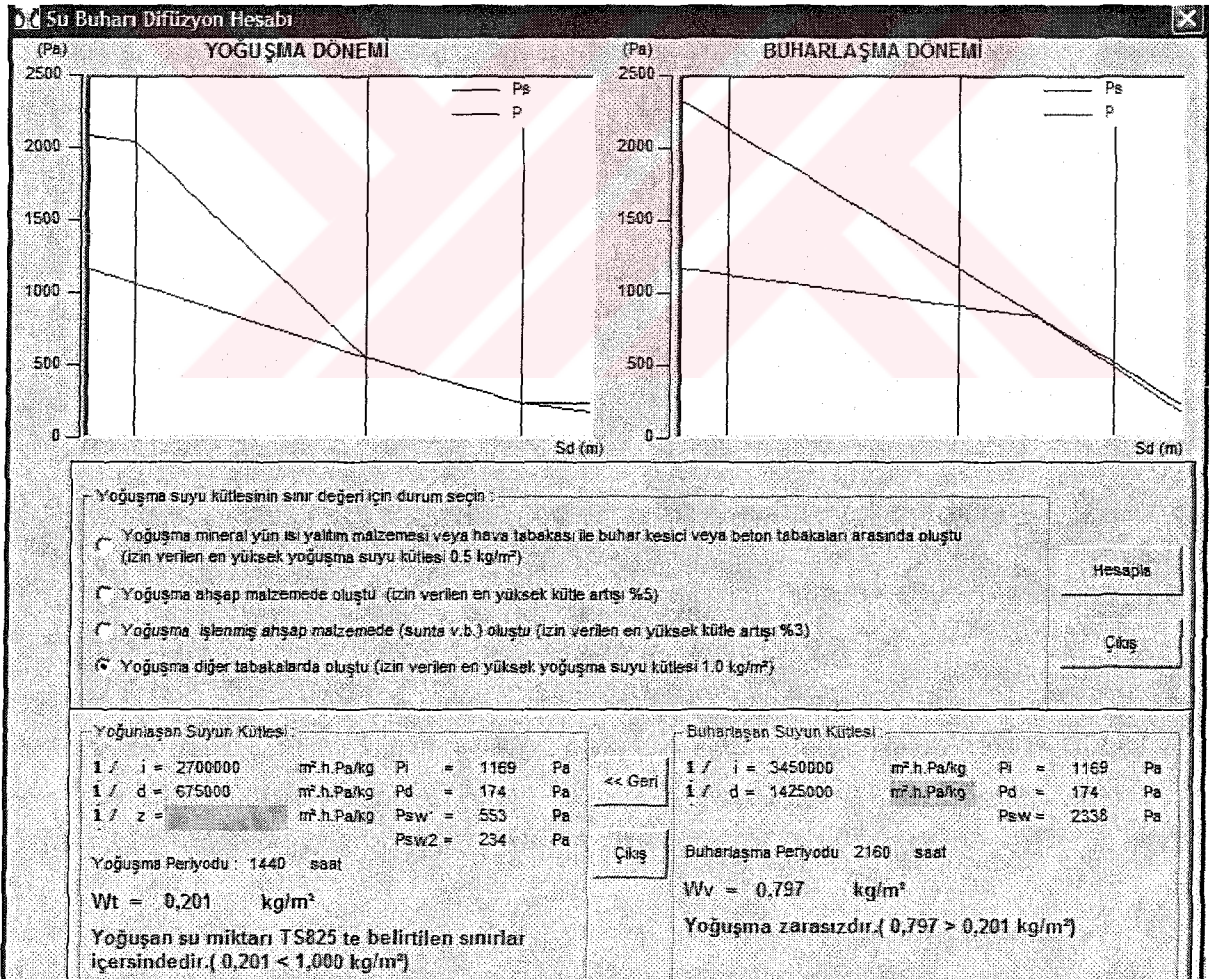 Su Buharı Difüzyon Hesabı
(Pa) YOĞUŞMA DÖNEMİ
2500
2000
1500
1000
500
0
Ps
P
Sd (m)
(Pa) BUHARLAŞMA DÖNEMİ
2500
2000
1500
1000
500
0
Ps
P
Sd (m)
Yoğuşma suyu kütlesinin sınır değeri için durum seçin :
Yoğuşma mineral yün ısı yalıtım malzemesi veya hava tabakası ile buhar kesici veya beton tabakaları arasında oluştu
(izin verilen en yüksek yoğuşma suyu kütlesi 0.5 kg/m²)
Yoğuşma ahşap malzemede oluştu (izin verilen en yüksek kütle artışı %5)
Yoğuşma işlenmiş ahşap malzemede (sunta v.b.) oluştu (izin verilen en yüksek kütle artışı %3)
Yoğuşma diğer tabakalarda oluştu (izin verilen en yüksek yoğuşma suyu kütlesi 1.0 kg/m²)
Hesapla
Çıkış
Yoğunlaşan Suyun Kütlesi :
1 / i = 2700000 m².h.Pa/kg Pi = 1169 Pa
1 / d = 675000 m².h.Pa/kg Pd = 174 Pa
1 / z = m².h.Pa/kg Psw1 = 553 Pa
Psw2 = 234 Pa
Yoğuşma Periyodu : 1440 saat
Wt = 0,201 kg/m²
Yoğuşan su miktarı TS825 te belirtilen sınırlar
içersindedir.( 0,201 < 1,000 kg/m²)
<< Geri
Çıkış
Buharlaşan Suyun Kütlesi :
1 / i = 3450000 m².h.Pa/kg Pi = 1169 Pa
1 / d = 1425000 m².h.Pa/kg Pd = 174 Pa
Psw = 2338 Pa
Buharlaşma Periyodu 2160 saat
Wv = 0,797 kg/m²
Yoğuşma zarasızdır.( 0,797 > 0,201 kg/m²)